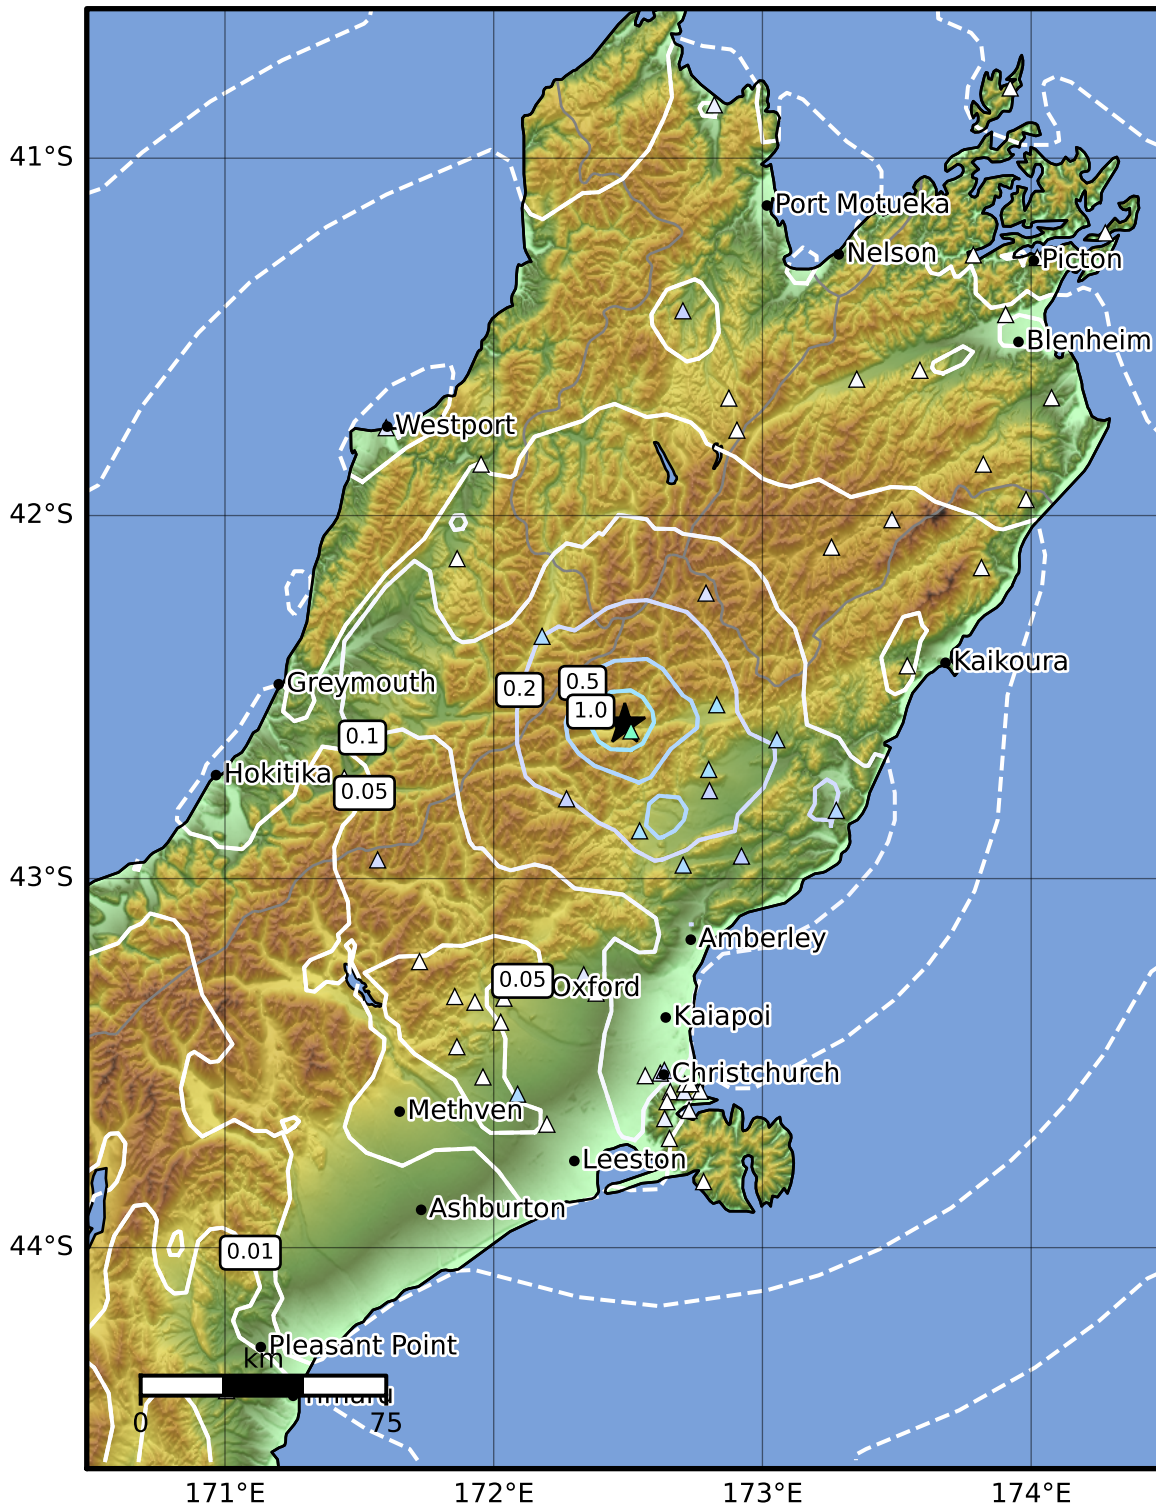 41°S
Port Motueka
Nelson
Picton
Blenheim
Westport
42°S
Kaikoura
Greymouth
0.2
0.5
1.0
0.1
Hokitika
0.05
43°S
Amberley
0.05
Oxford
Kaiapoi
Christchurch
Methven
Leeston
Ashburton
44°S
0.01
Pleasant Point
km
0
75
171°E
172°E
173°E
174°E